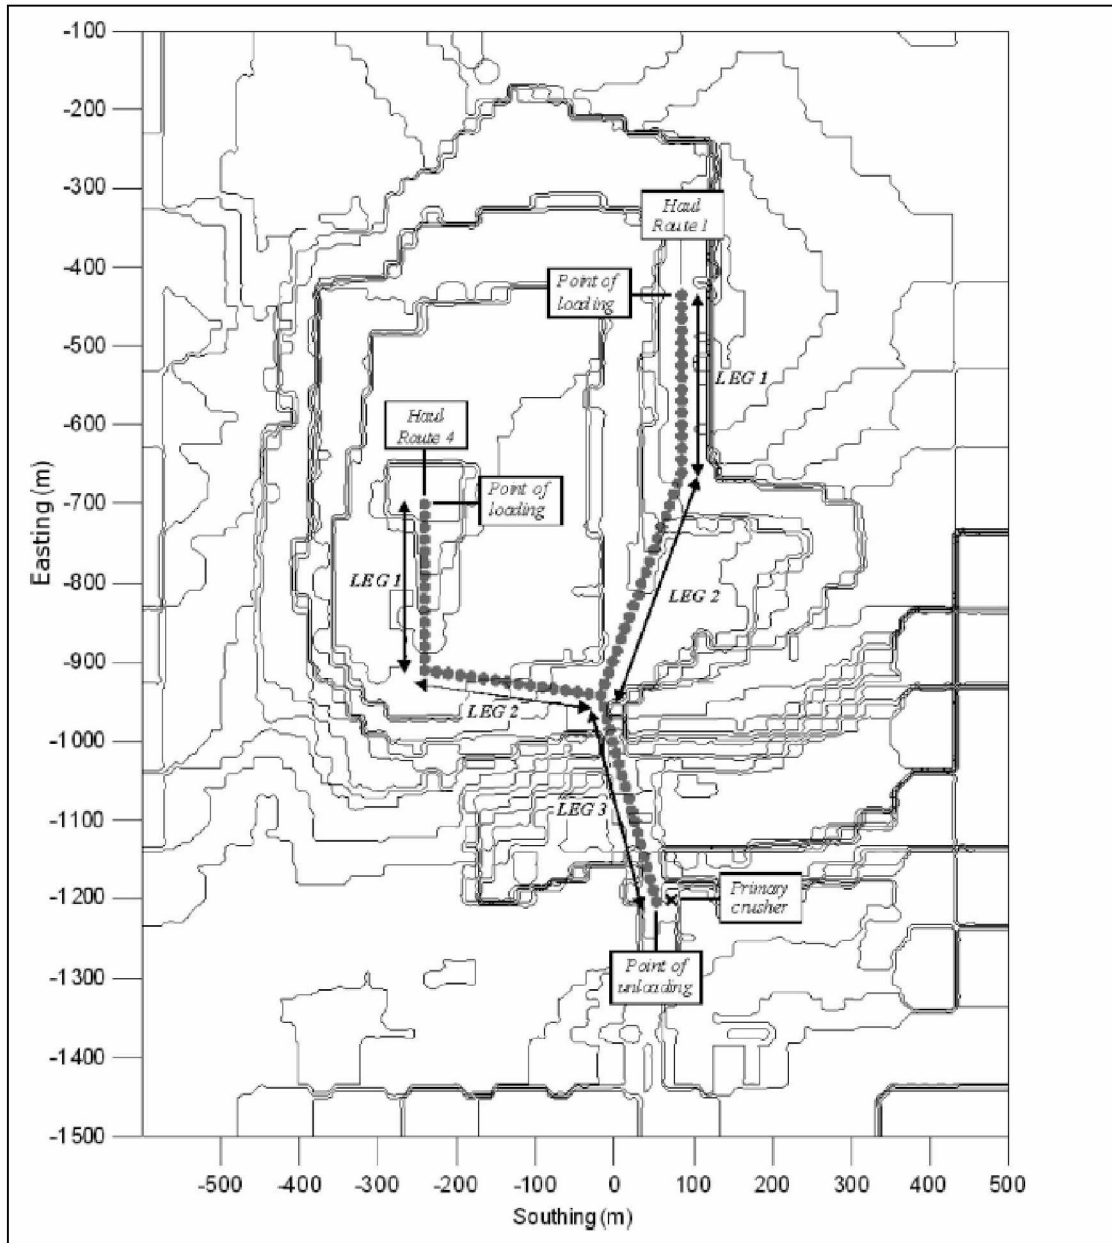 -100
-200
-300
Haul
Route 1
-400
Point of
loading
-500
LEG 1
-600
Haul
Route 4
-700
Point of
loading
-800
LEG 1
LEG 2
-900
LEG 2
-1000
-1100
LEG 3
-1200
Primary
crusher
-1300
Point of
unloading
-1400
-1500
Easting (m)
-500 -400 -300 -200 -100 0 100 200 300 400 500
Southing (m)